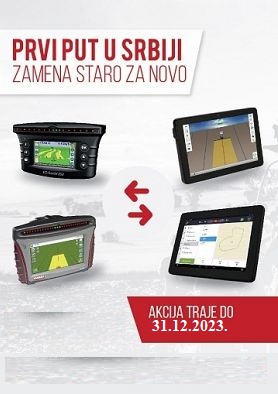 PRVI PUT U SRBIJI
ZAMENA STARO ZA NOVO
AKCIJA TRAJE DO
31.12.2023.